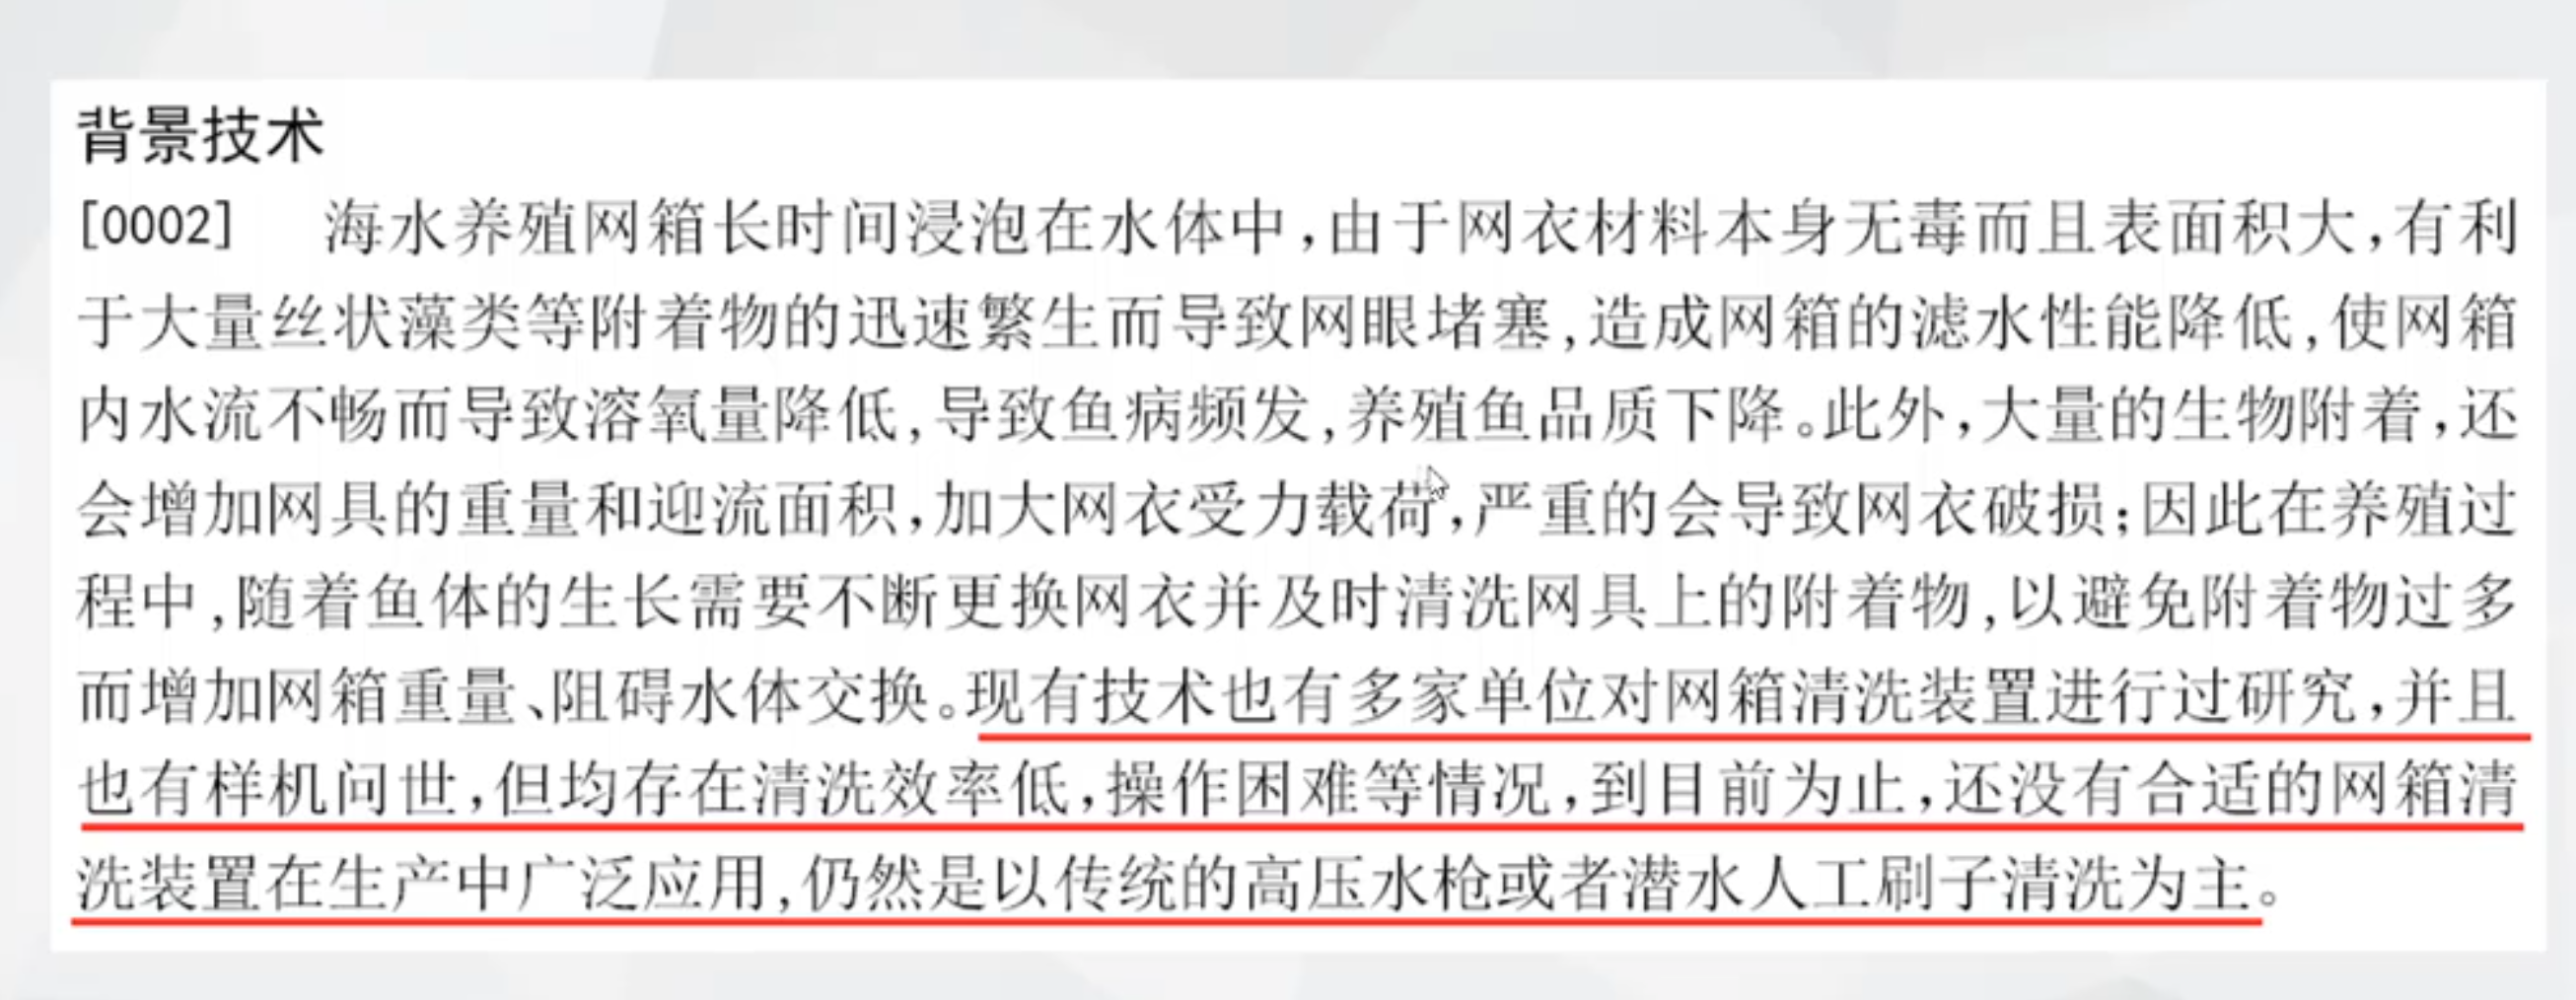 背景技术
[0002] 海水养殖网箱长时间浸泡在水体中,由于网衣材料本身无毒而且表面积大,有利
于大量丝状藻类等附着物的迅速繁生而导致网眼堵塞,造成网箱的滤水性能降低,使网箱
内水流不畅而导致溶氧量降低,导致鱼病频发,养殖鱼品质下降。此外,大量的生物附着,还
会增加网具的重量和迎流面积,加大网衣受力载荷,严重的会导致网衣破损;因此在养殖过
程中,随着鱼体的生长需要不断更换网衣并及时清洗网具上的附着物,以避免附着物过多
而增加网箱重量、阻碍水体交换。现有技术也有多家单位对网箱清洗装置进行过研究,并且
也有样机问世,但均存在清洗效率低,操作困难等情况,到目前为止,还没有合适的网箱清
洗装置在生产中广泛应用,仍然是以传统的高压水枪或者潜水人工刷子清洗为主。